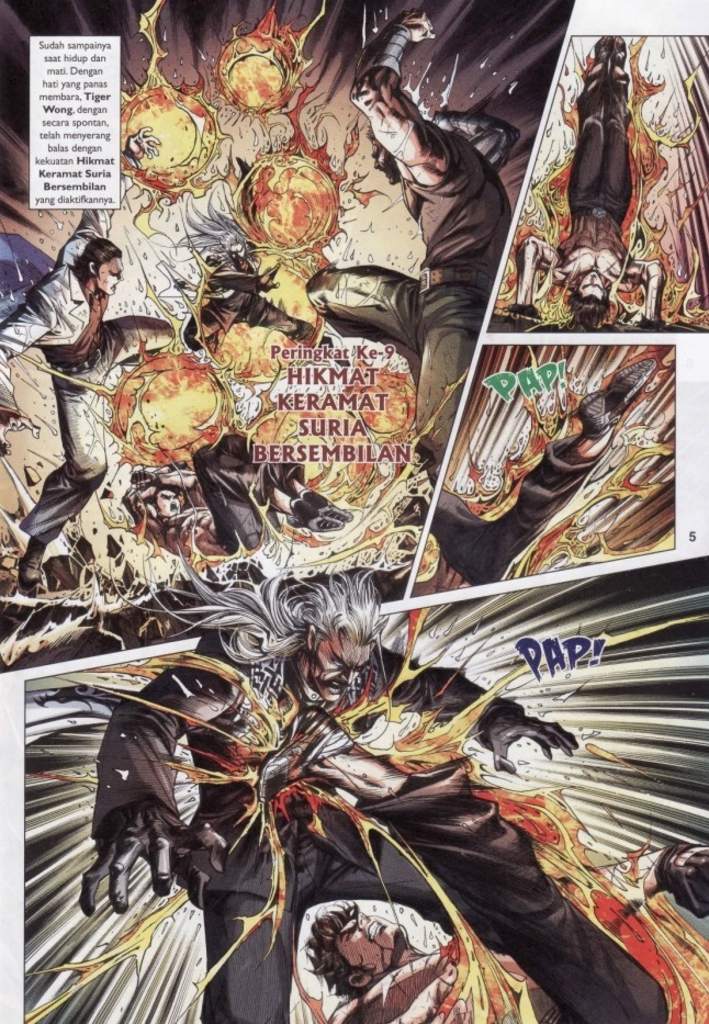 Sudah sampainya
saat hidup dan
mati. Dengan
hati yang panas
membara, Tiger
Wong, dengan
secara spontan,
telah menyerang
balas dengan
kekuatan Hikmat
Keramat Suria
Bersembilan
yang diaktifkannya.
Peringkat Ke-9
HIKMAT
KERAMAT
SURIA
BERSEMBILAN
PAP!
5
PAP!